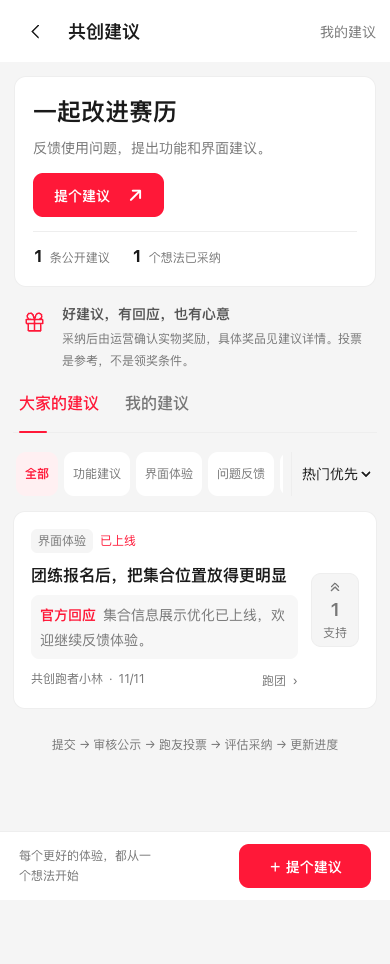 共创建议
我的建议
一起改进赛历
反馈使用问题，提出功能和界面建议。
提个建议
1 条公开建议
1 个想法已采纳
好建议，有回应，也有心意
采纳后由运营确认实物奖励，具体奖品见建议详情。投票
是参考，不是领奖条件。
大家的建议
我的建议
全部
功能建议
界面体验
问题反馈
热门优先
界面体验
已上线
团练报名后，把集合位置放得更明显
官方回应 集合信息展示优化已上线，欢
迎继续反馈体验。
1
支持
共创跑者小林 · 11/11
跑团 ›
提交 → 审核公示 → 跑友投票 → 评估采纳 → 更新进度
每个更好的体验，都从一
个想法开始
+ 提个建议